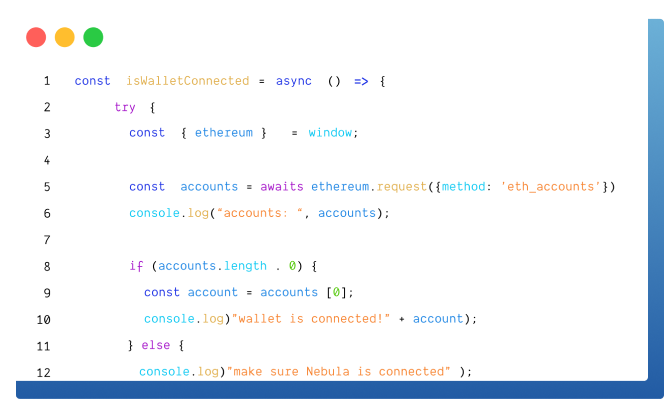 1 const isWalletConnected = async () => {
2 try {
3 const { ethereum } = window;
4
5 const accounts = awaits ethereum.request({method: 'eth_accounts'})
6 console.log("accounts: “, accounts);
7
8 if (accounts.length . 0) {
9 const account = accounts [0];
10 console.log)"wallet is connected!” + account);
11 } else {
12 console.log)"make sure Nebula is connected” );